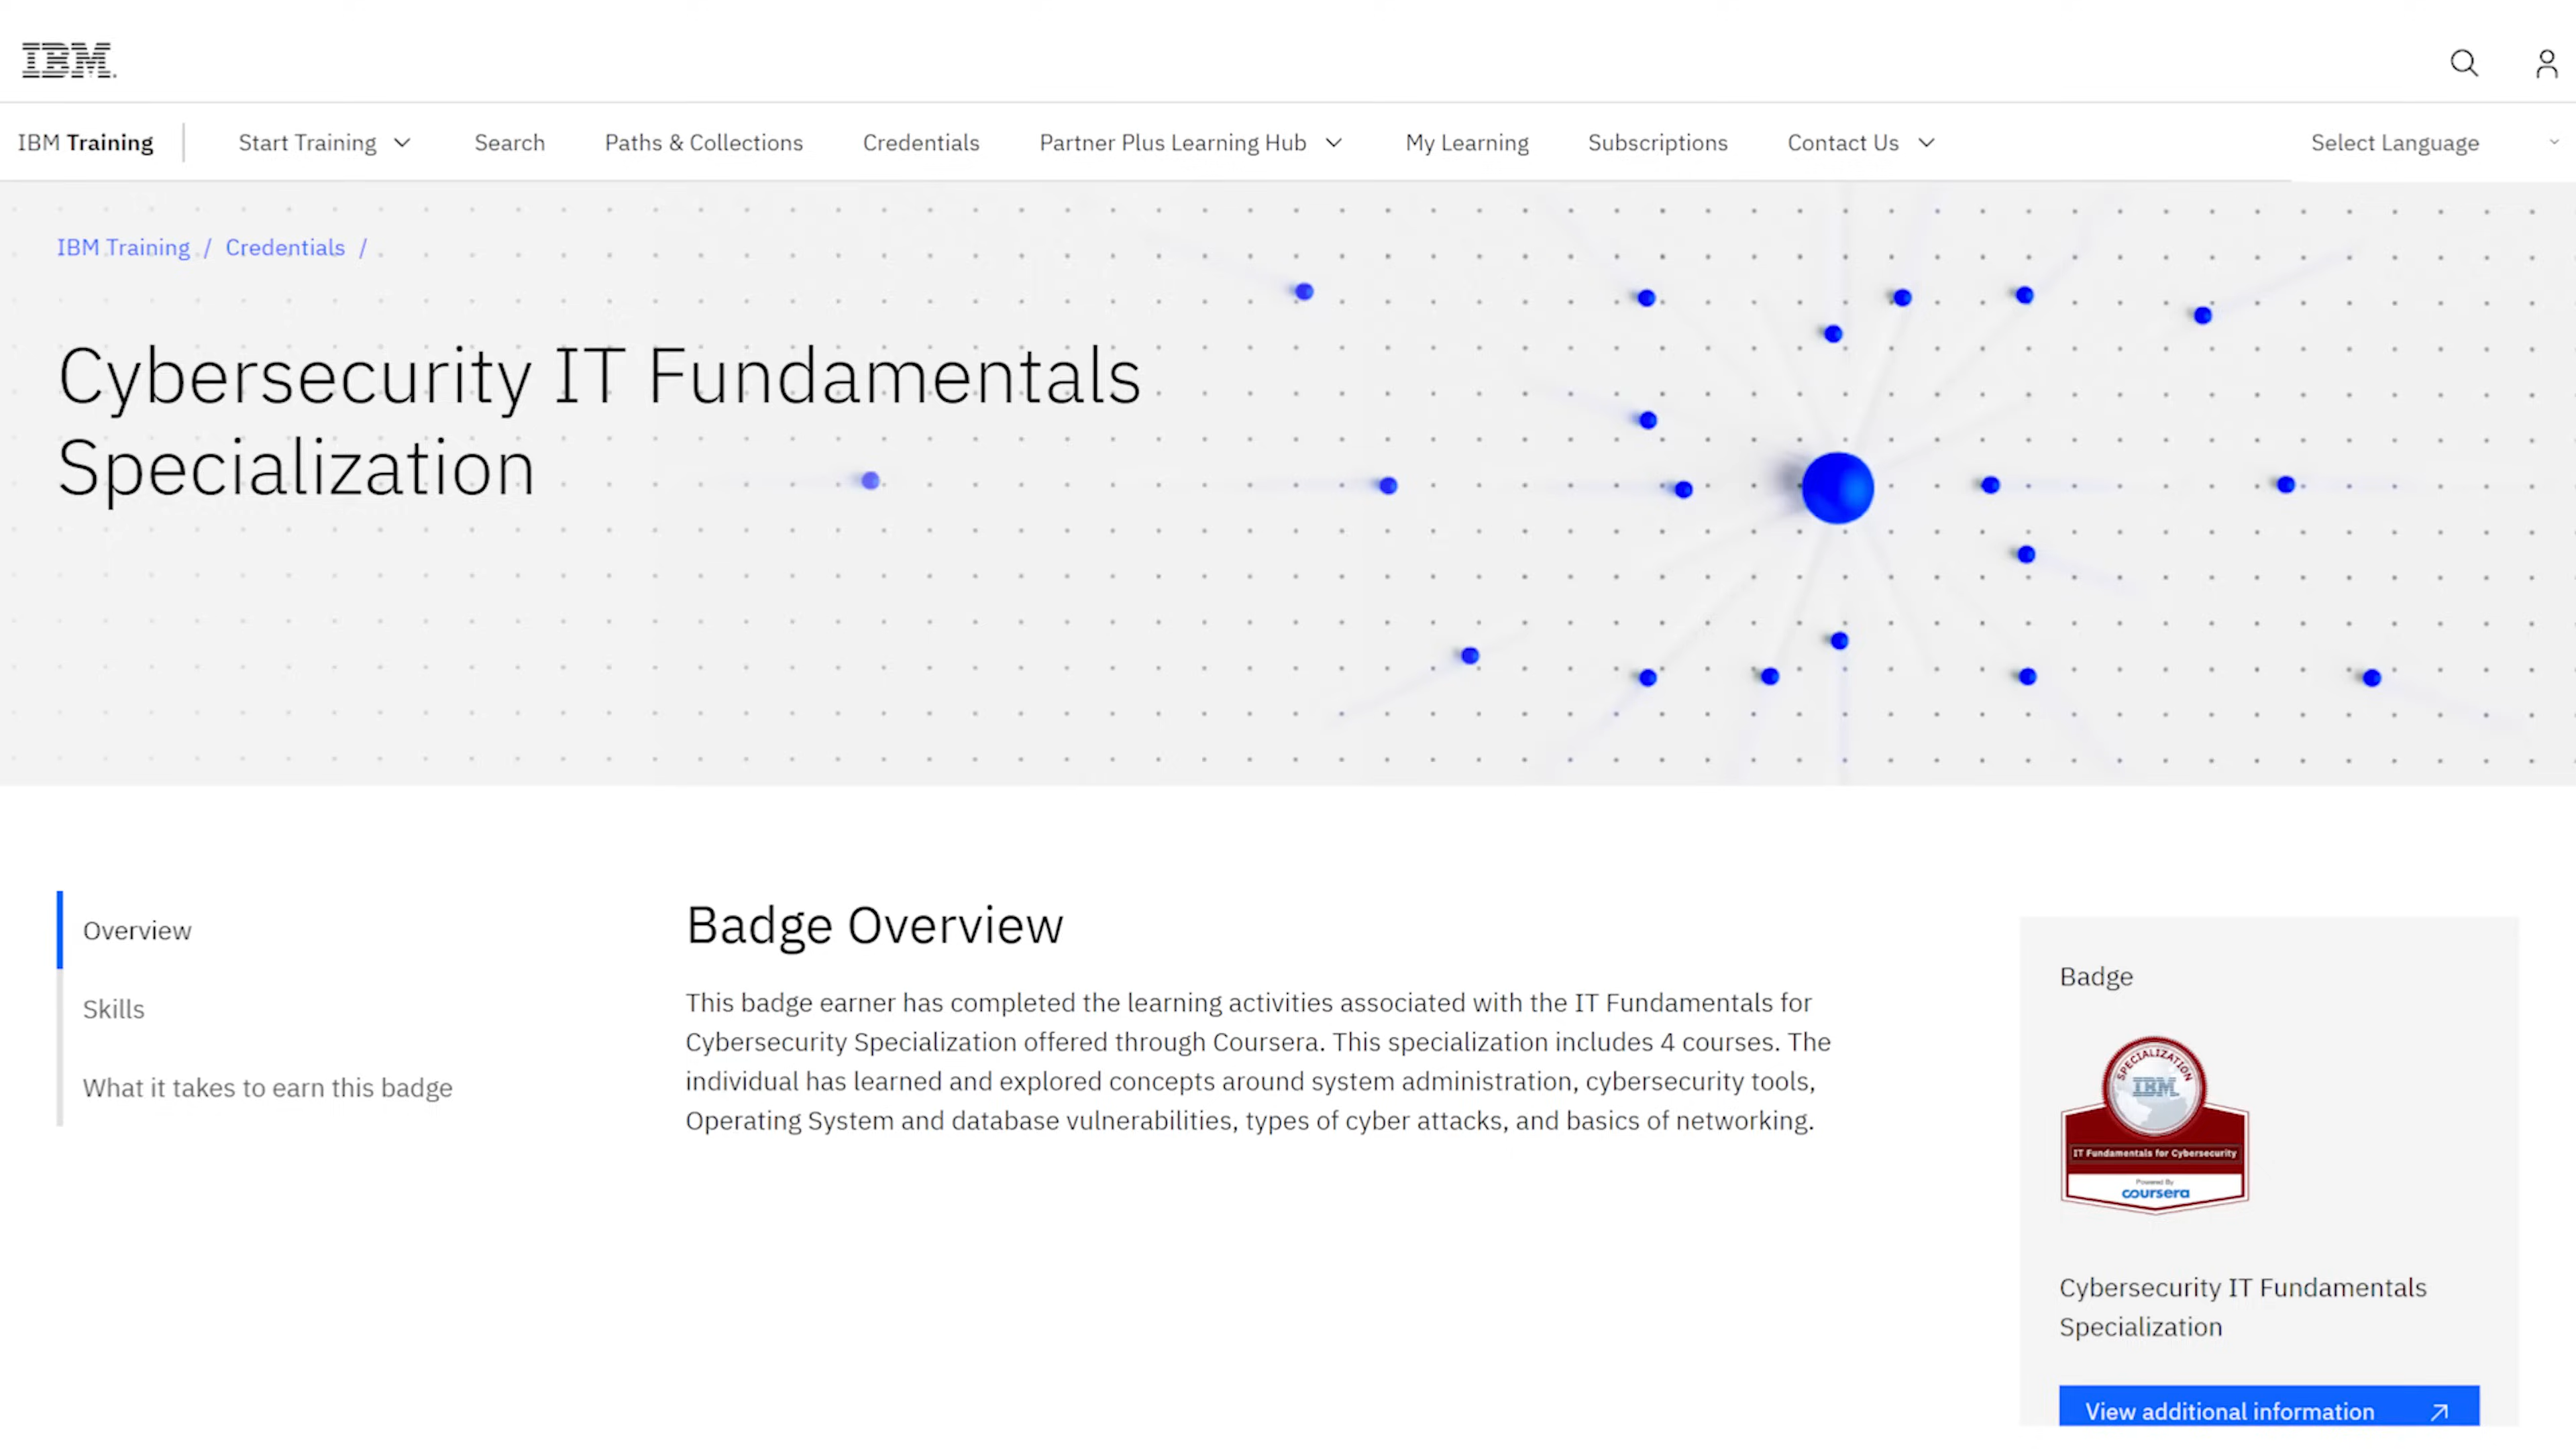 IBM
IBM Training
Start Training
Search
Paths & Collections
Credentials
Partner Plus Learning Hub
My Learning
Subscriptions
Contact Us
Select Language
IBM Training / Credentials /
Cybersecurity IT Fundamentals
Specialization
Overview
Skills
What it takes to earn this badge
Badge Overview
This badge earner has completed the learning activities associated with the IT Fundamentals for
Cybersecurity Specialization offered through Coursera. This specialization includes 4 courses. The
individual has learned and explored concepts around system administration, cybersecurity tools,
Operating System and database vulnerabilities, types of cyber attacks, and basics of networking.
Badge
SPECIALIZATION
IBM
IT Fundamentals for Cybersecurity
Powered By
coursera
Cybersecurity IT Fundamentals
Specialization
View additional information